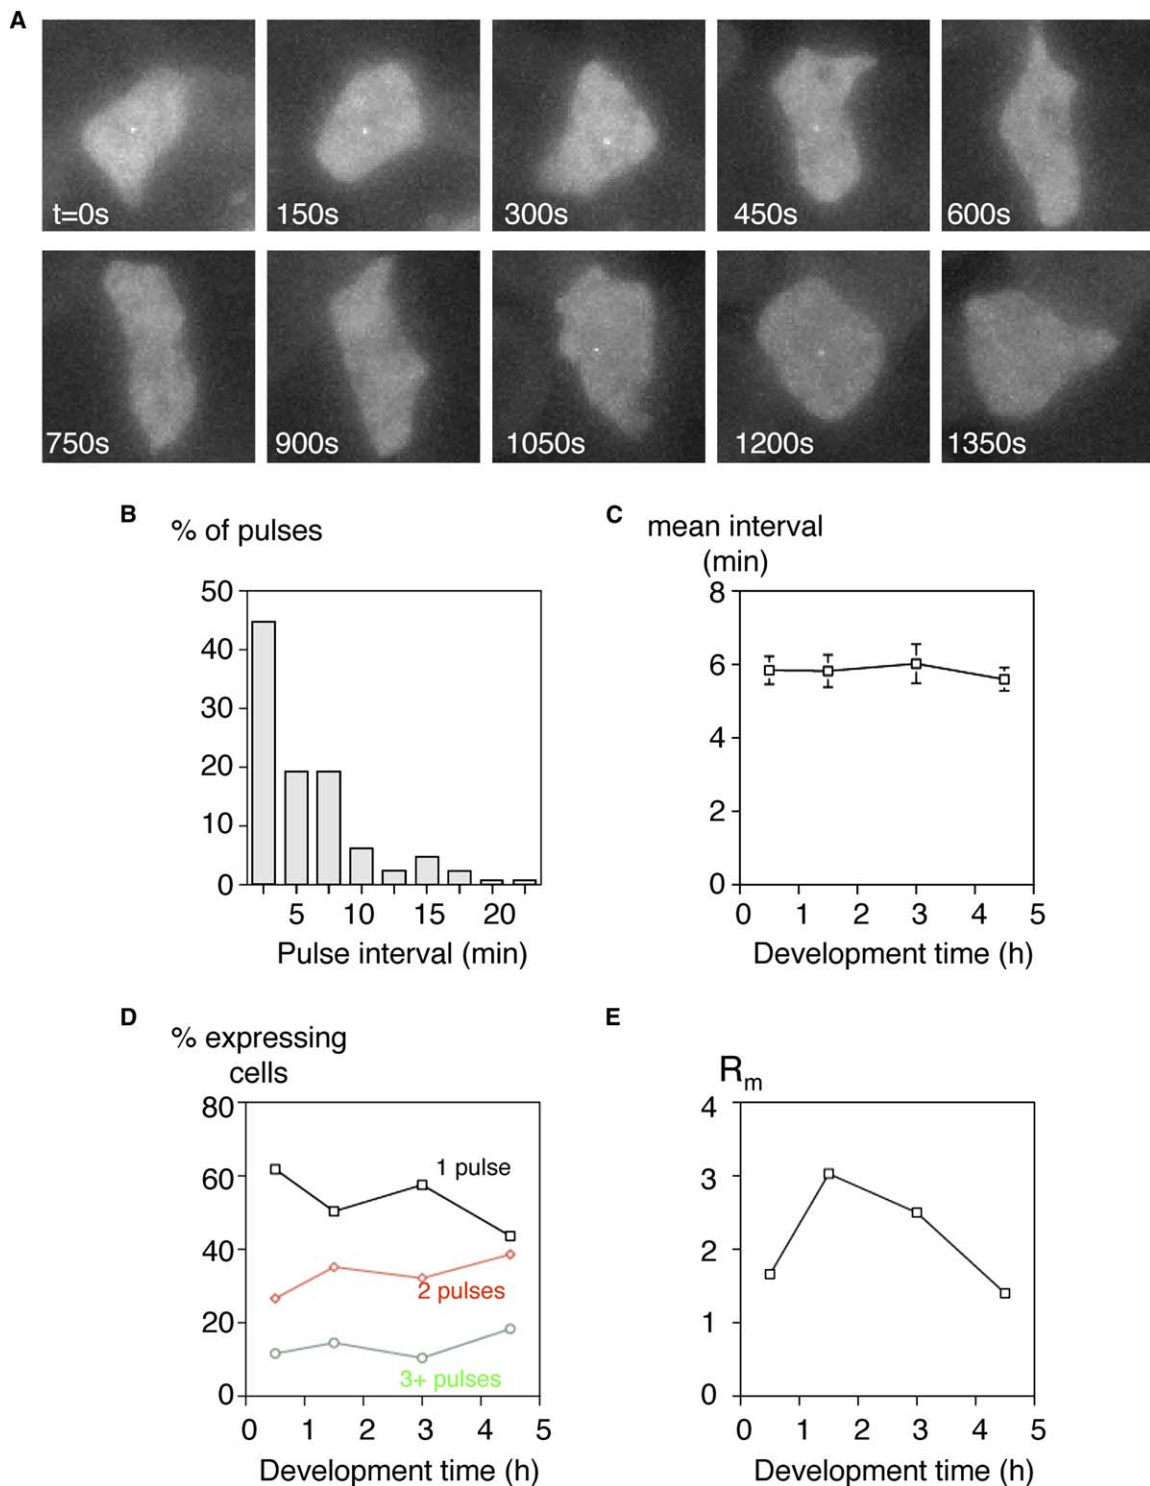 A
t=0s
150s
300s
450s
600s
750s
900s
1050s
1200s
1350s
B
% of pulses
50
40
30
20
10
0
5 10 15 20
Pulse interval (min)
C
mean interval
(min)
8
6
4
2
0
0 1 2 3 4 5
Development time (h)
D
% expressing
cells
80
60
40
20
0
1 pulse
2 pulses
3+ pulses
0 1 2 3 4 5
Development time (h)
E
Rm
4
3
2
1
0
0 1 2 3 4 5
Development time (h)